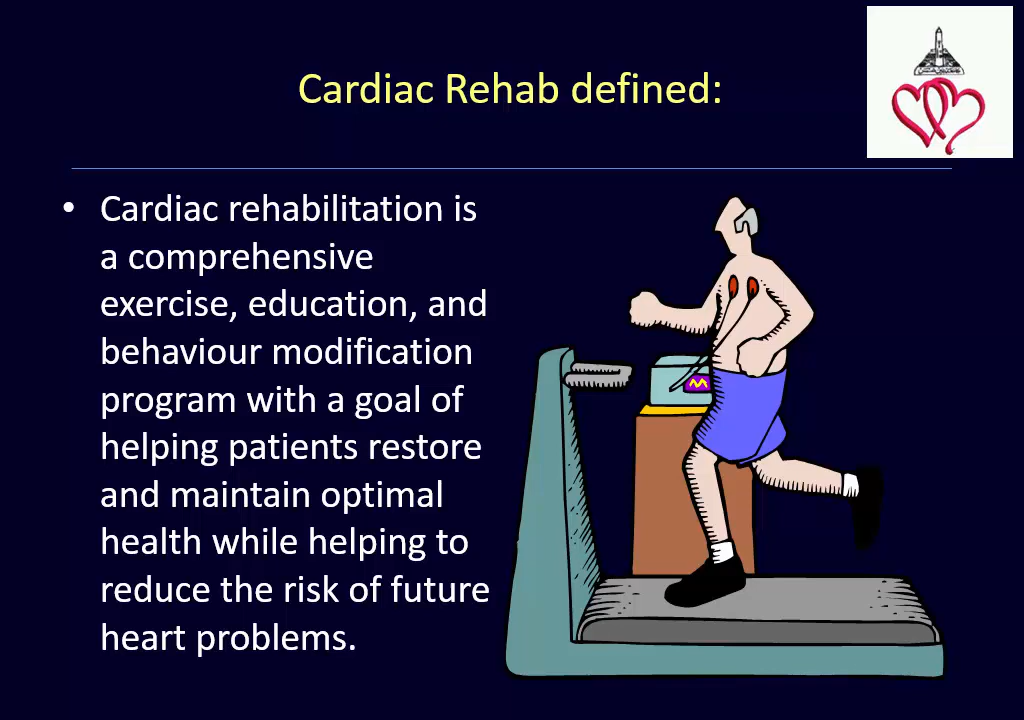 Cardiac Rehab defined:
• Cardiac rehabilitation is
a comprehensive
exercise, education, and
behaviour modification
program with a goal of
helping patients restore
and maintain optimal
health while helping to
reduce the risk of future
heart problems.